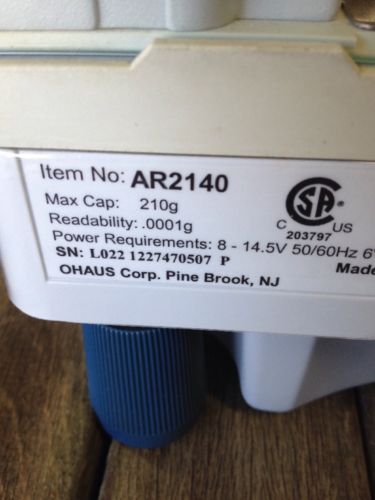 Item No: AR2140
Max Cap: 210g
Readability: .0001g
Power Requirements: 8 - 14.5V 50/60Hz
SN: L022 1227470507 P
OHAUS Corp. Pine Brook, NJ
Made
CSA
C US
203797